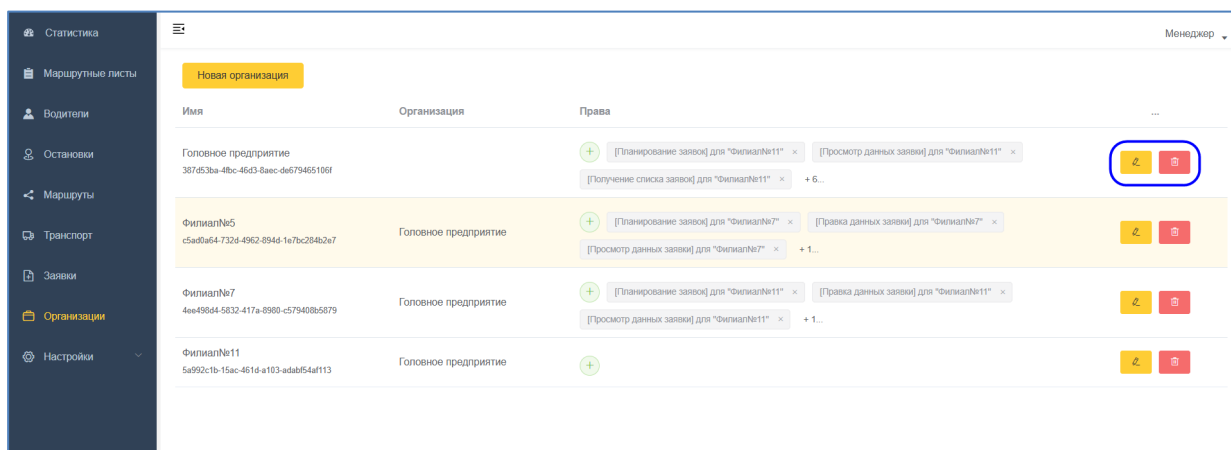 Статистика
Менеджер
Маршрутные листы
Новая организация
Имя Организация Права ...
Водители
Остановки
Головное предприятие
387d53ba-4fbc-46d3-8aec-de679465106f
[Планирование заявок] для "Филиал№11" × [Просмотр данных заявки] для "Филиал№11" ×
[Получение списка заявок] для "Филиал№11" × + 6...
Маршруты
Транспорт
Филиал№5
c5ad0a64-732d-4962-894d-1e7bc284b2e7
Головное предприятие
[Планирование заявок] для "Филиал№7" × [Правка данных заявки] для "Филиал№7" ×
[Просмотр данных заявки] для "Филиал№7" × + 1...
Заявки
Организации
Филиал№7
4ee498d4-5832-417a-8980-c579408b5879
Головное предприятие
[Планирование заявок] для "Филиал№11" × [Правка данных заявки] для "Филиал№11" ×
[Просмотр данных заявки] для "Филиал№11" × + 1...
Настройки
Филиал№11
5a992c1b-15ac-461d-a103-adabf54af113
Головное предприятие